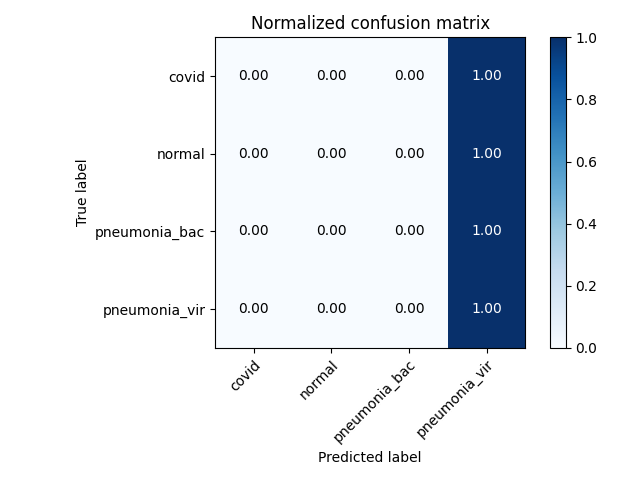 Normalized confusion matrix
True label
covid 0.00 0.00 0.00 1.00
normal 0.00 0.00 0.00 1.00
pneumonia_bac 0.00 0.00 0.00 1.00
pneumonia_vir 0.00 0.00 0.00 1.00
covid normal pneumonia_bac pneumonia_vir
Predicted label
1.0
0.8
0.6
0.4
0.2
0.0